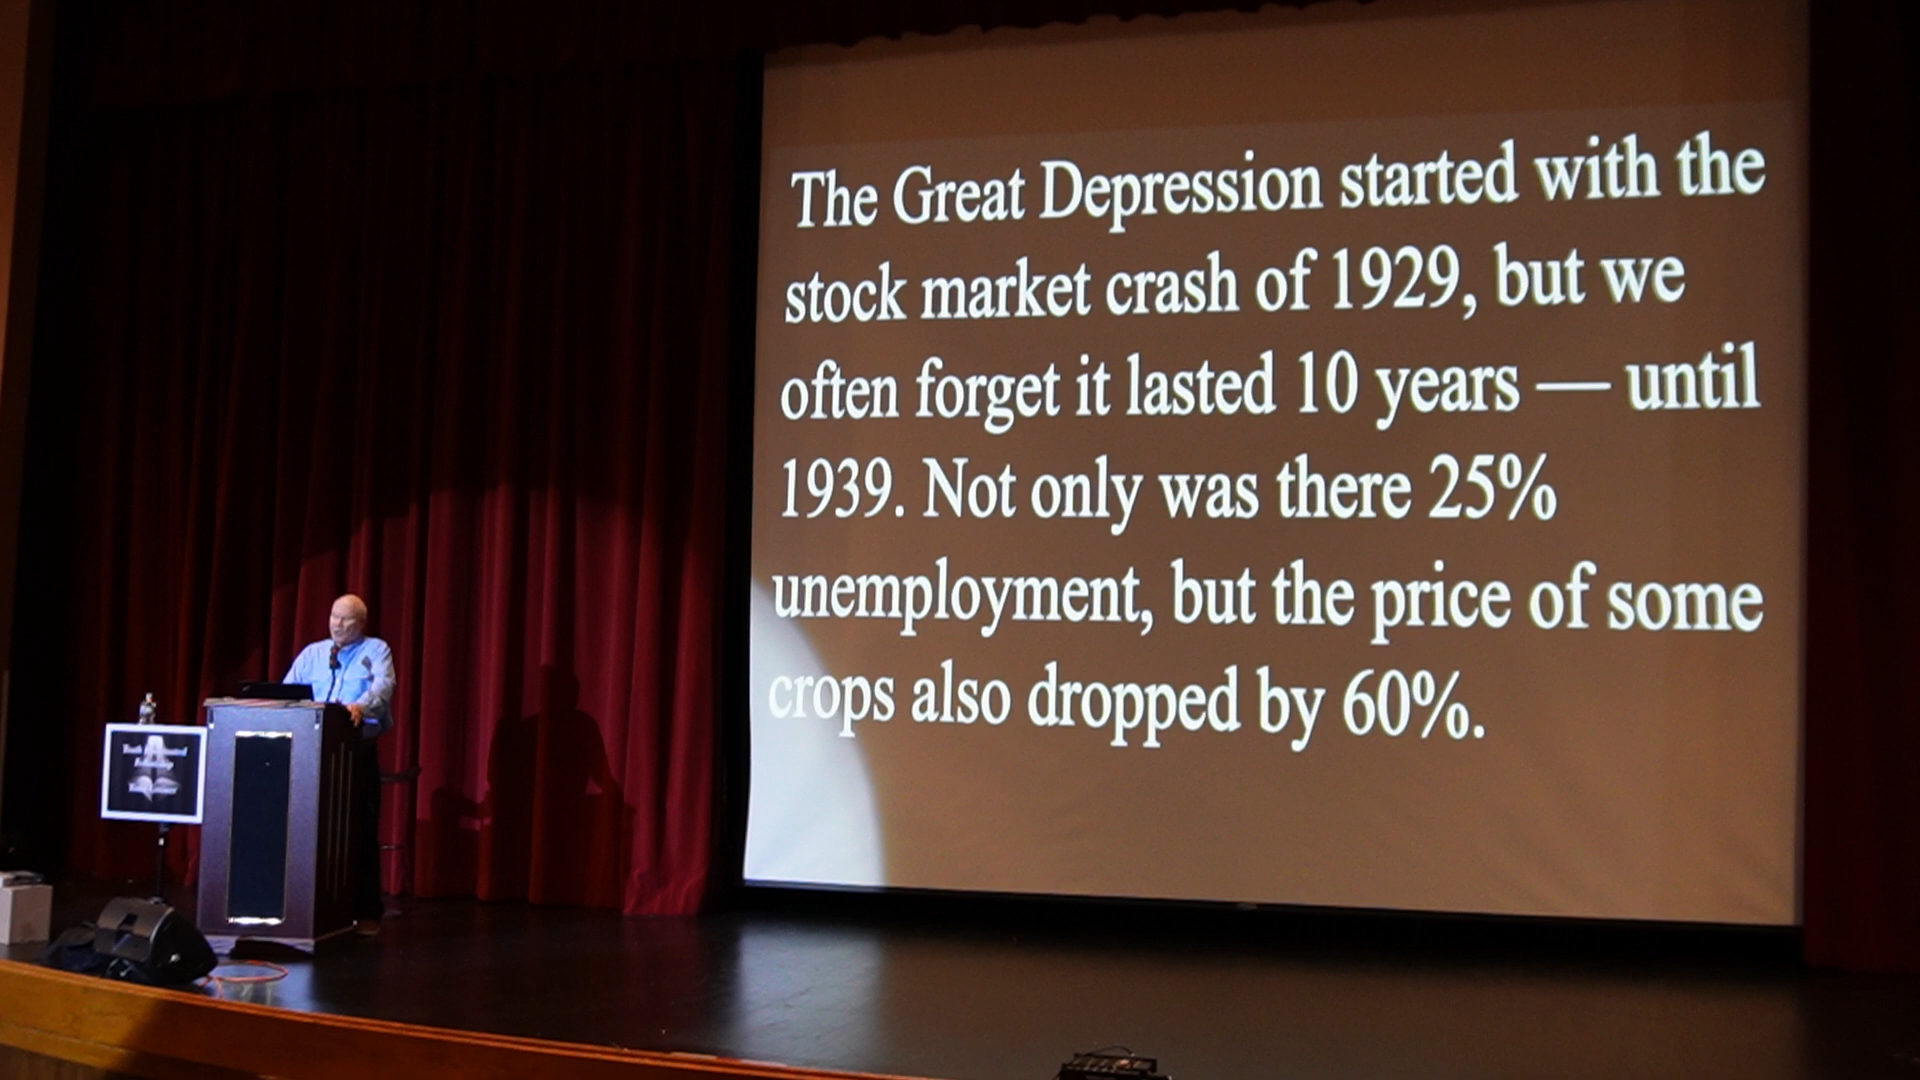 The Great Depression started with the
stock market crash of 1929, but we
often forget it lasted 10 years — until
1939. Not only was there 25%
unemployment, but the price of some
crops also dropped by 60%.